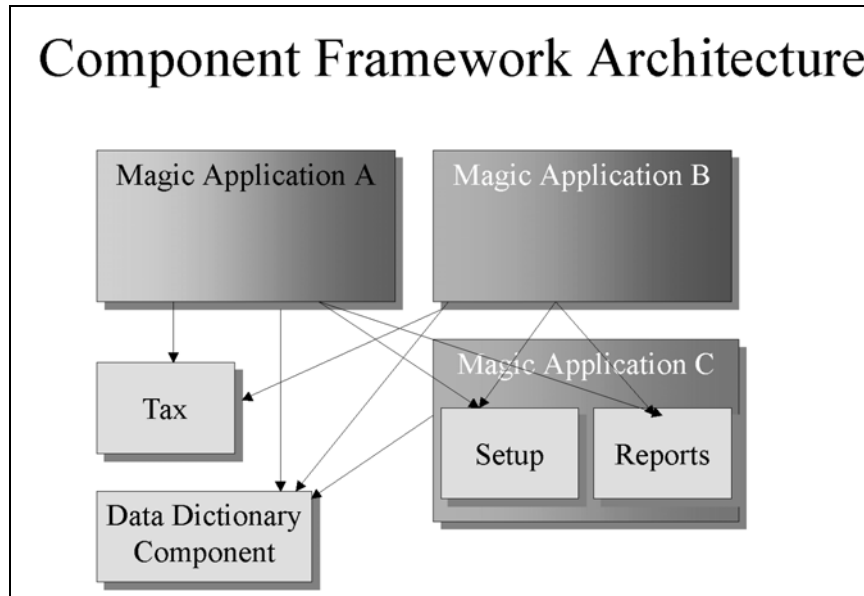 Component Framework Architecture
Magic Application A
Magic Application B
Magic Application C
Tax
Setup
Reports
Data Dictionary
Component